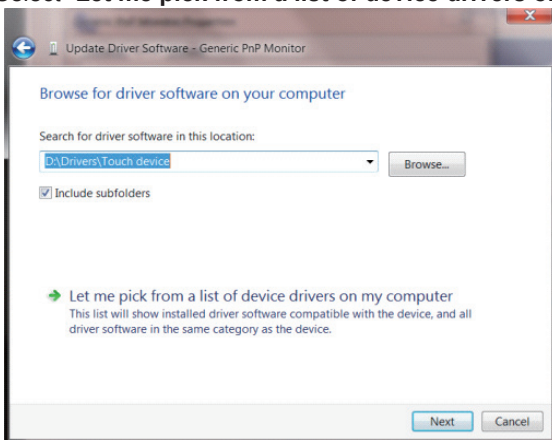 Update Driver Software - Generic PnP Monitor
Browse for driver software on your computer
Search for driver software in this location:
D:\Drivers\Touch device
Browse...
Include subfolders
Let me pick from a list of device drivers on my computer
This list will show installed driver software compatible with the device, and all
driver software in the same category as the device.
Next
Cancel